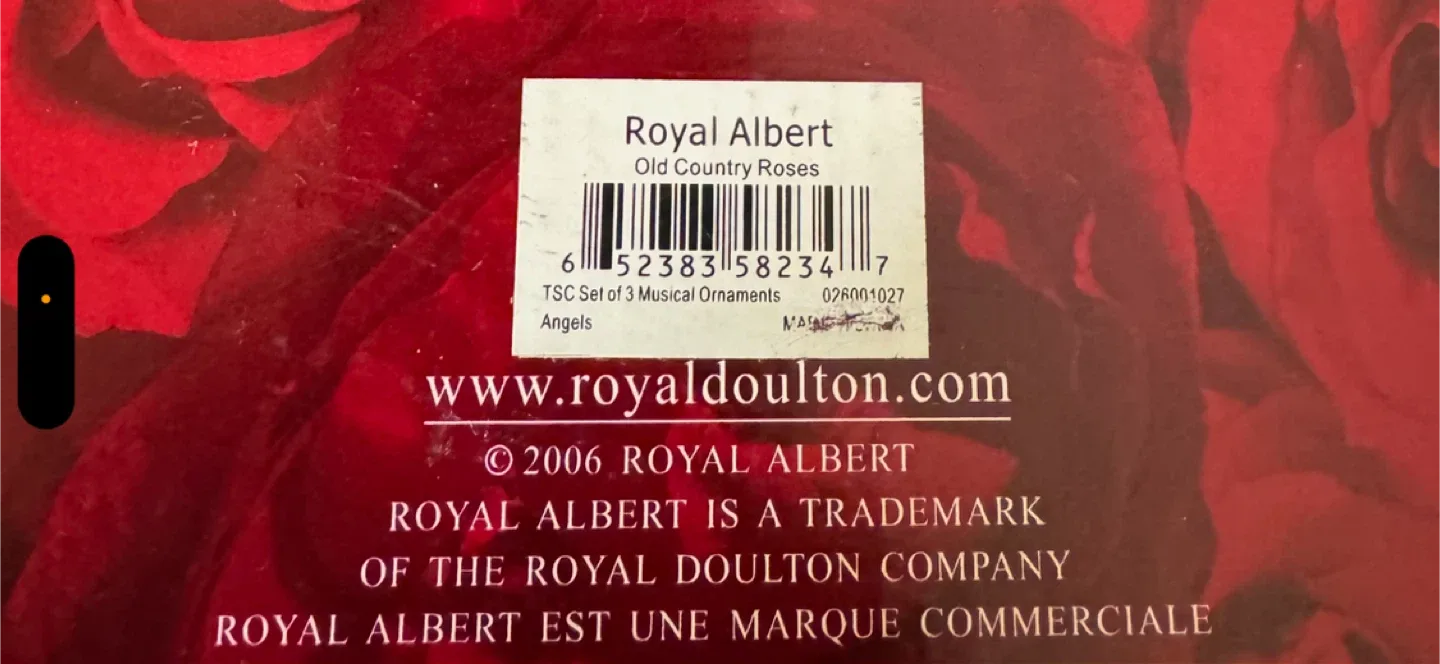 Royal Albert
Old Country Roses
6 52383 58234 7
TSC Set of 3 Musical Ornaments 026001027
Angels
www.royaldoulton.com
© 2006 ROYAL ALBERT
ROYAL ALBERT IS A TRADEMARK
OF THE ROYAL DOULTON COMPANY
ROYAL ALBERT EST UNE MARQUE COMMERCIALE